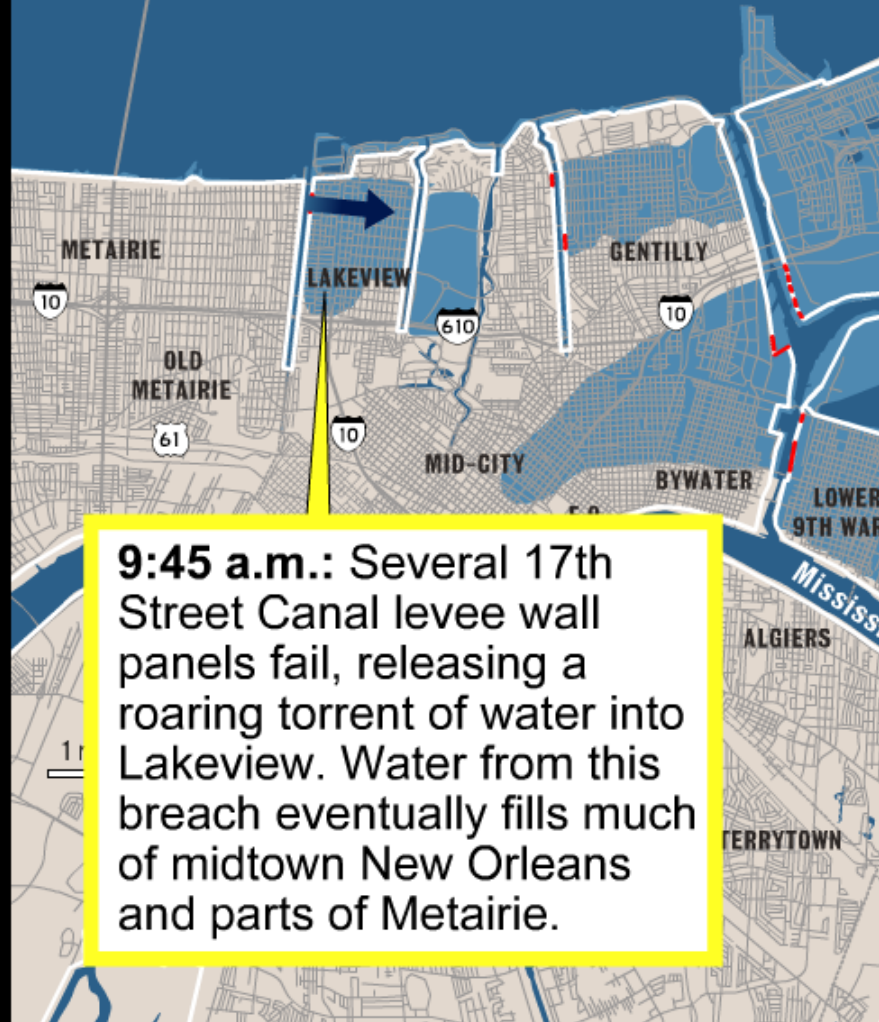 METAIRIE
LAKEVIEW
GENTILLY
10
610
10
OLD
METAIRIE
61
10
MID-CITY
BYWATER
LOWER
9TH WAR
9:45 a.m.: Several 17th
Street Canal levee wall
panels fail, releasing a
roaring torrent of water into
Lakeview. Water from this
breach eventually fills much
of midtown New Orleans
and parts of Metairie.
Mississ
ALGIERS
1
TERRYTOWN